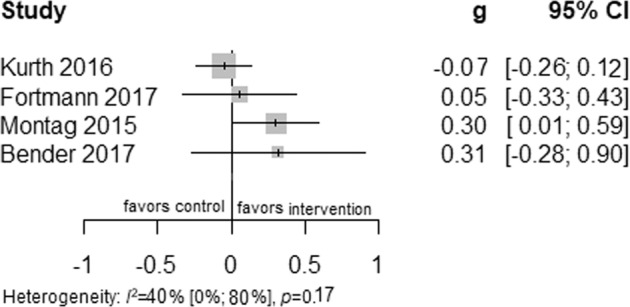 Study g 95% CI
Kurth 2016 -0.07 [-0.26; 0.12]
Fortmann 2017 0.05 [-0.33; 0.43]
Montag 2015 0.30 [ 0.01; 0.59]
Bender 2017 0.31 [-0.28; 0.90]
favors control favors intervention
-1 -0.5 0 0.5 1
Heterogeneity: I²=40% [0%; 80%], p=0.17